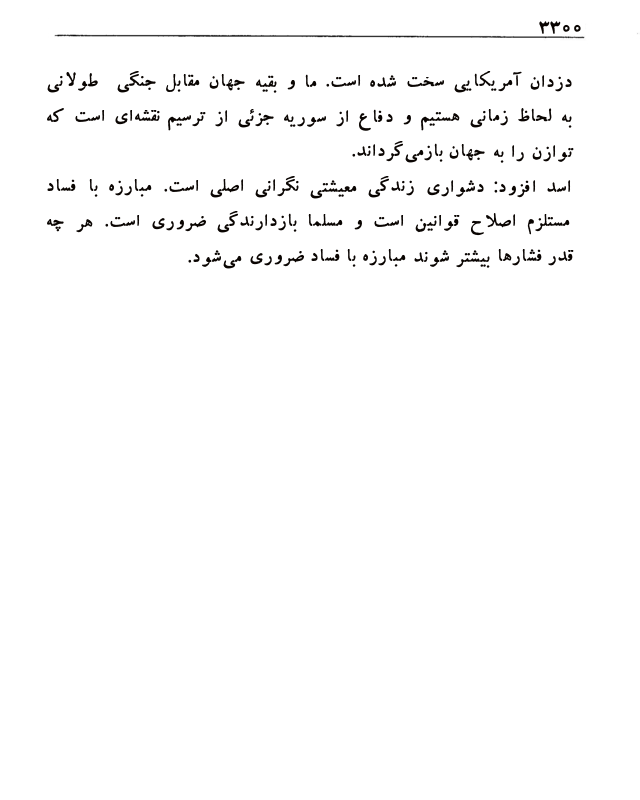 ۳۳۰۰
دزدان آمریکایی سخت شده است. ما و بقیه جهان مقابل جنگی طولانی
به لحاظ زمانی هستیم و دفاع از سوریه جزئی از ترسیم نقشه‌ای است که
توازن را به جهان بازمی‌گرداند.
اسد افزود: دشواری زندگی معیشتی نگرانی اصلی است. مبارزه با فساد
مستلزم اصلاح قوانین است و مسلما بازدارندگی ضروری است. هر چه
قدر فشارها بیشتر شوند مبارزه با فساد ضروری می‌شود.